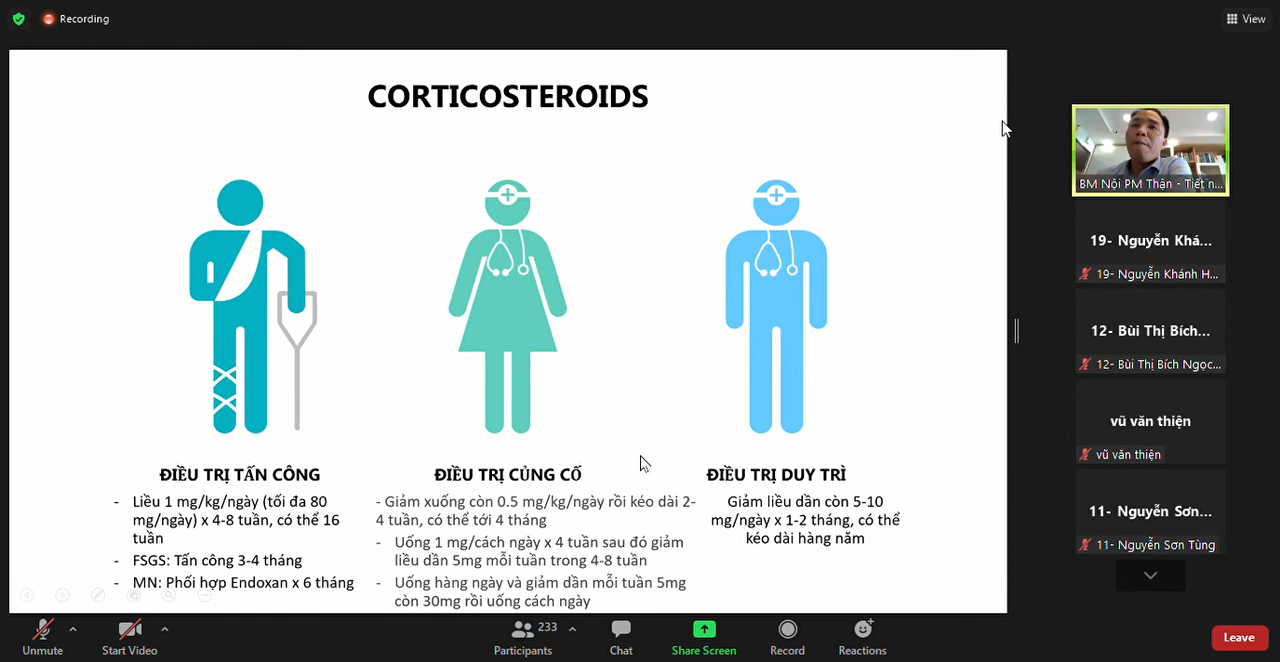 Recording
View
CORTICOSTEROIDS
ĐIỀU TRỊ TẤN CÔNG
- Liều 1 mg/kg/ngày (tối đa 80
mg/ngày) x 4-8 tuần, có thể 16
tuần
- FSGS: Tấn công 3-4 tháng
- MN: Phối hợp Endoxan x 6 tháng
ĐIỀU TRỊ CỦNG CỐ
- Giảm xuống còn 0.5 mg/kg/ngày rồi kéo dài 2-
4 tuần, có thể tới 4 tháng
- Uống 1 mg/cách ngày x 4 tuần sau đó giảm
liều dần 5mg mỗi tuần trong 4-8 tuần
- Uống hàng ngày và giảm dần mỗi tuần 5mg
còn 30mg rồi uống cách ngày
ĐIỀU TRỊ DUY TRÌ
Giảm liều dần còn 5-10
mg/ngày x 1-2 tháng, có thể
kéo dài hàng năm
BM Nội PM Thận - Tiết n...
19- Nguyễn Khá...
19- Nguyễn Khánh H...
12- Bùi Thị Bích...
12- Bùi Thị Bích Ngọc...
vũ văn thiện
vũ văn thiện
11- Nguyễn Sơn...
11- Nguyễn Sơn Tùng
Unmute
Start Video
233
Participants
Chat
Share Screen
Record
Reactions
Leave